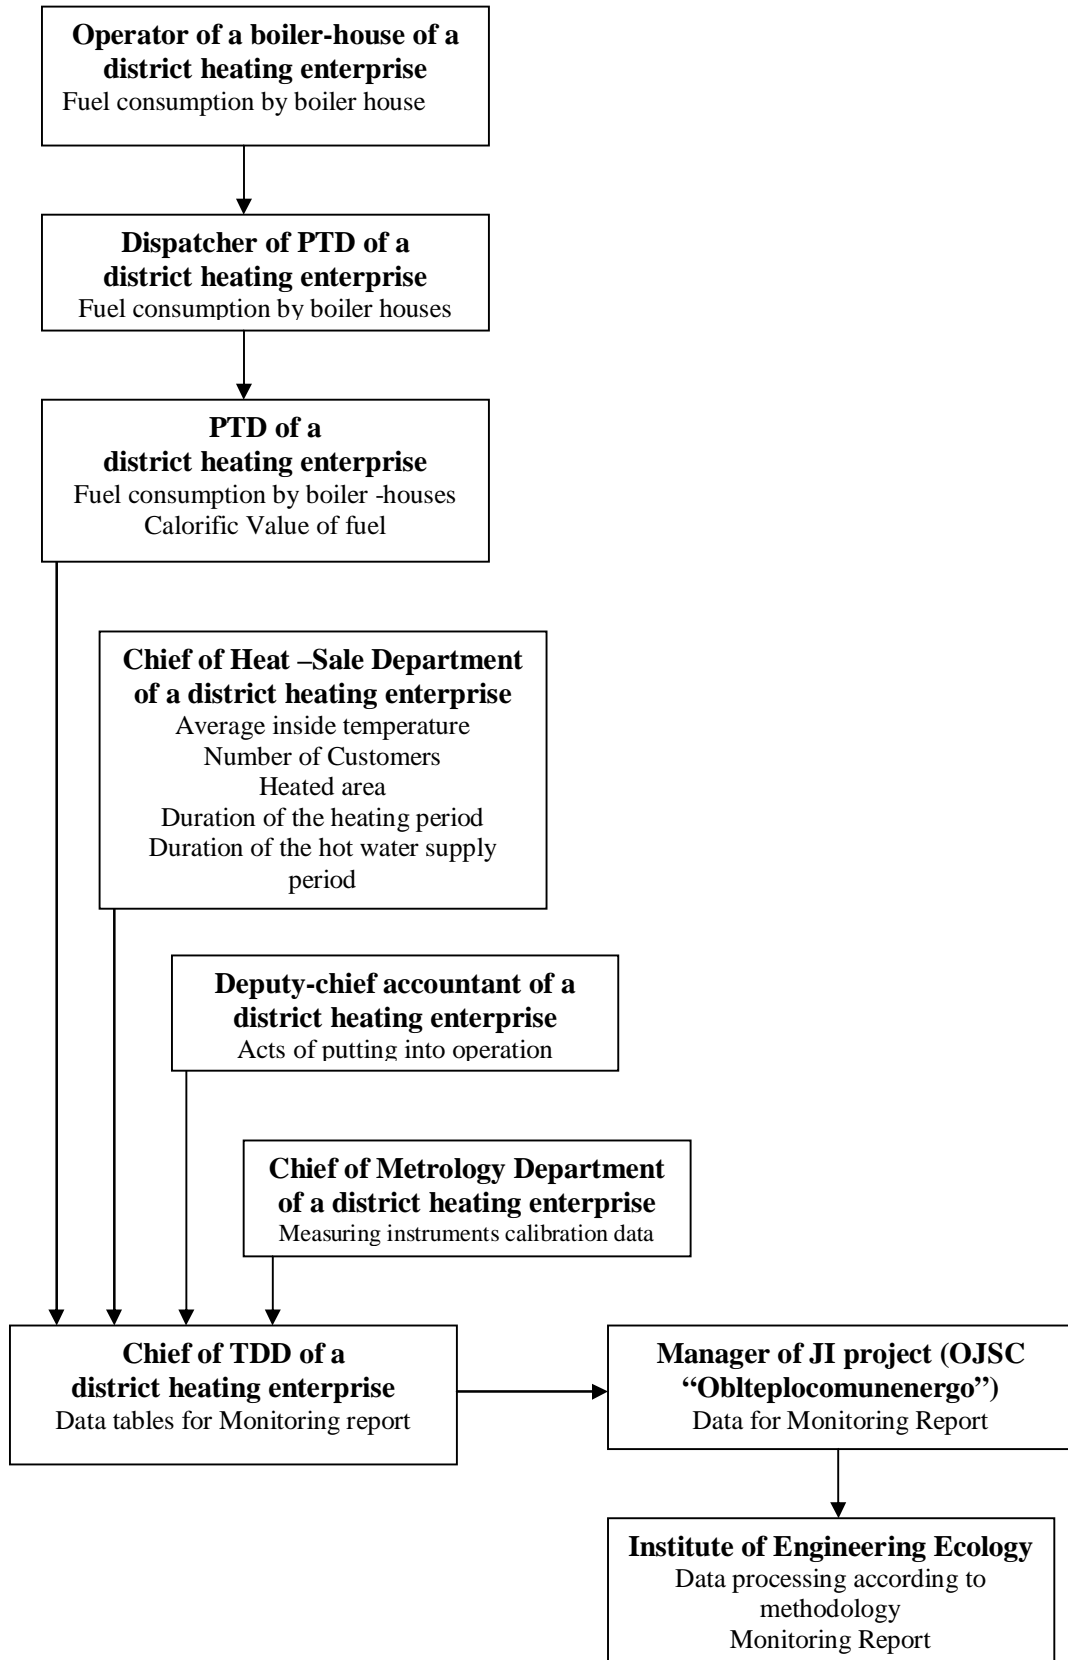 Operator of a boiler-house of a
district heating enterprise
Fuel consumption by boiler house
Dispatcher of PTD of a
district heating enterprise
Fuel consumption by boiler houses
PTD of a
district heating enterprise
Fuel consumption by boiler -houses
Calorific Value of fuel
Chief of Heat –Sale Department
of a district heating enterprise
Average inside temperature
Number of Customers
Heated area
Duration of the heating period
Duration of the hot water supply
period
Deputy-chief accountant of a
district heating enterprise
Acts of putting into operation
Chief of Metrology Department
of a district heating enterprise
Measuring instruments calibration data
Chief of TDD of a
district heating enterprise
Data tables for Monitoring report
Manager of JI project (OJSC
“Oblteplocomunenergo”)
Data for Monitoring Report
Institute of Engineering Ecology
Data processing according to
methodology
Monitoring Report